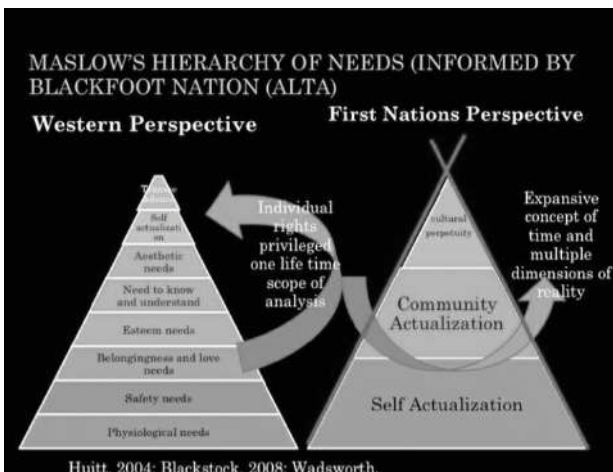 MASLOW'S HIERARCHY OF NEEDS (INFORMED BY
BLACKFOOT NATION (ALTA)
Western Perspective
First Nations Perspective
Self
actualizati
on
Aesthetic
needs
Need to know
and understand
Esteem needs
Belongingness and love
needs
Safety needs
Physiological needs
Individual
rights
privileged
one life time
scope of
analysis
cultural
perpetuity
Community
Actualization
Self Actualization
Expansive
concept of
time and
multiple
dimensions of
reality
Huitt, 2004; Blackstock, 2008; Wadsworth,